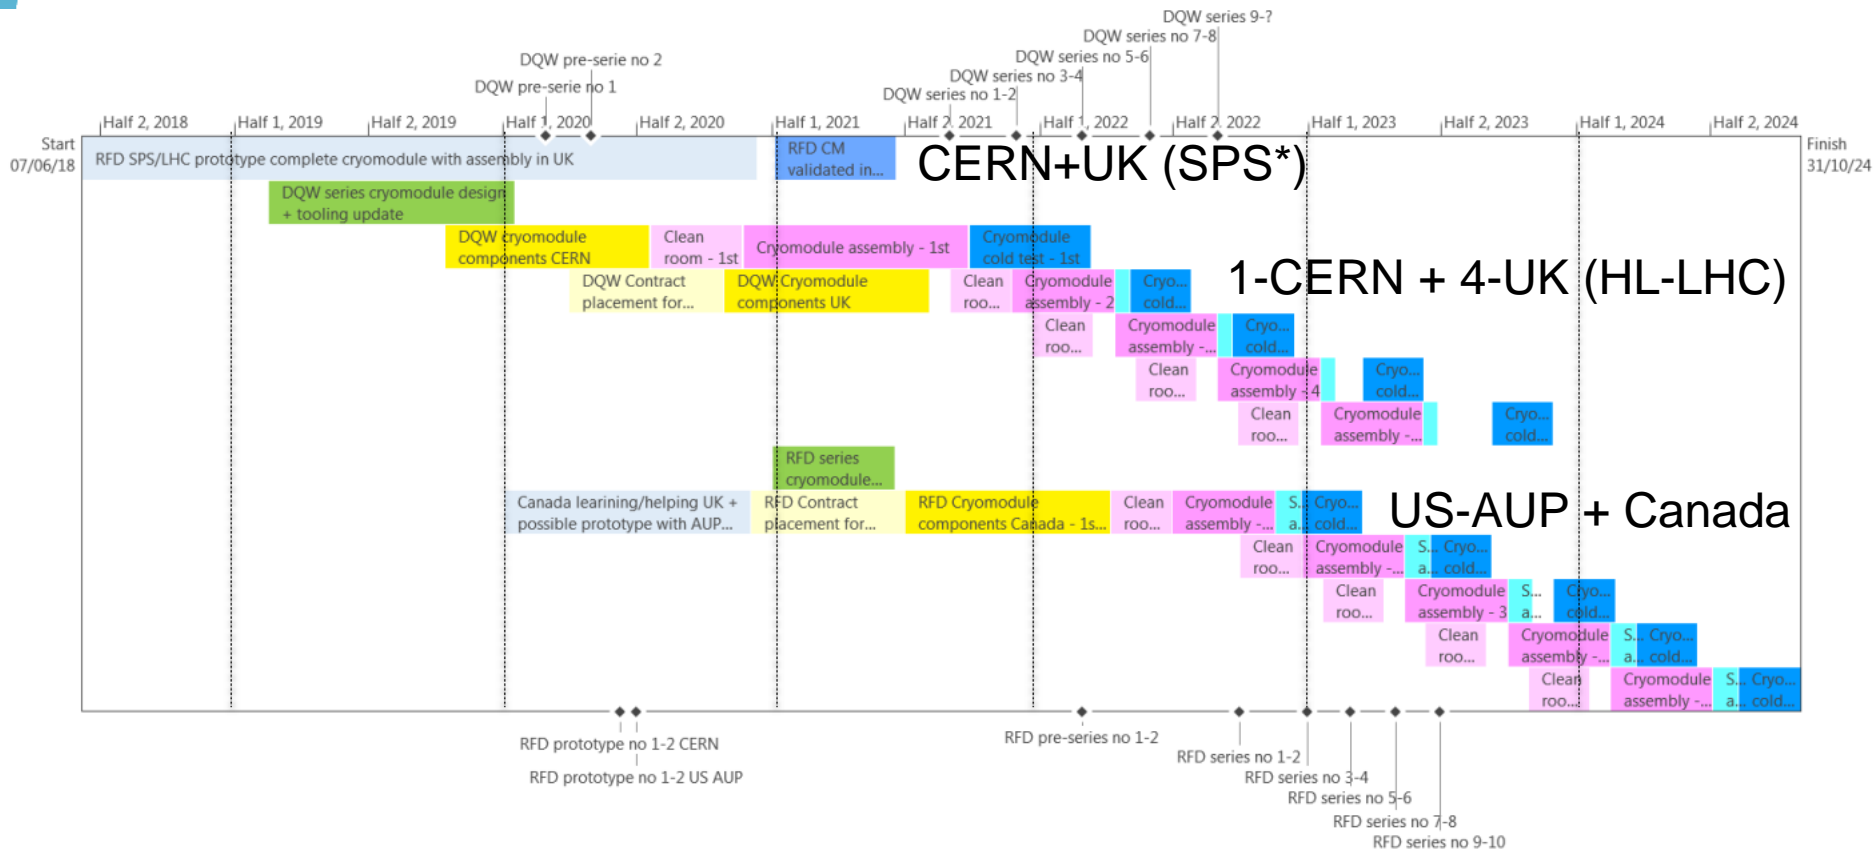 DQW series 9-?
DQW series no 7-8
DQW series no 5-6
DQW pre-serie no 2
DQW series no 3-4
DQW pre-serie no 1
DQW series no 1-2
Half 2, 2018
Half 1, 2019
Half 2, 2019
Half 1, 2020
Half 2, 2020
Half 1, 2021
Half 2, 2021
Half 1, 2022
Half 2, 2022
Half 1, 2023
Half 2, 2023
Half 1, 2024
Half 2, 2024
Start
07/06/18
Finish
31/10/24
RFD SPS/LHC prototype complete cryomodule with assembly in UK
RFD CM
validated in...
CERN+UK (SPS*)
DQW series cryomodule design
+ tooling update
DQW cryomodule
components CERN
Clean
room - 1st
Cryomodule assembly - 1st
Cryomodule
cold test - 1st
DQW Contract
placement for...
DQW Cryomodule
components UK
Clean
roo...
Cryomodule
assembly - 2
Cryo...
cold...
1-CERN + 4-UK (HL-LHC)
Clean
roo...
Cryomodule
assembly -...
Cryo...
cold...
Clean
roo...
Cryomodule
assembly - 4
Cryo...
cold...
Clean
roo...
Cryomodule
assembly -...
Cryo...
cold...
RFD series
cryomodule...
Canada learining/helping UK +
possible prototype with AUP...
RFD Contract
placement for...
RFD Cryomodule
components Canada - 1s...
Clean
roo...
Cryomodule
assembly -...
S...
a...
Cryo...
cold...
US-AUP + Canada
Clean
roo...
Cryomodule
assembly -...
S...
a...
Cryo...
cold...
Clean
roo...
Cryomodule
assembly - 3
S...
a...
Cryo...
cold...
Clean
roo...
Cryomodule
assembly -...
S...
a...
Cryo...
cold...
Clean
roo...
Cryomodule
assembly -...
S...
a...
Cryo...
cold...
RFD prototype no 1-2 CERN
RFD prototype no 1-2 US AUP
RFD pre-series no 1-2
RFD series no 1-2
RFD series no 3-4
RFD series no 5-6
RFD series no 7-8
RFD series no 9-10